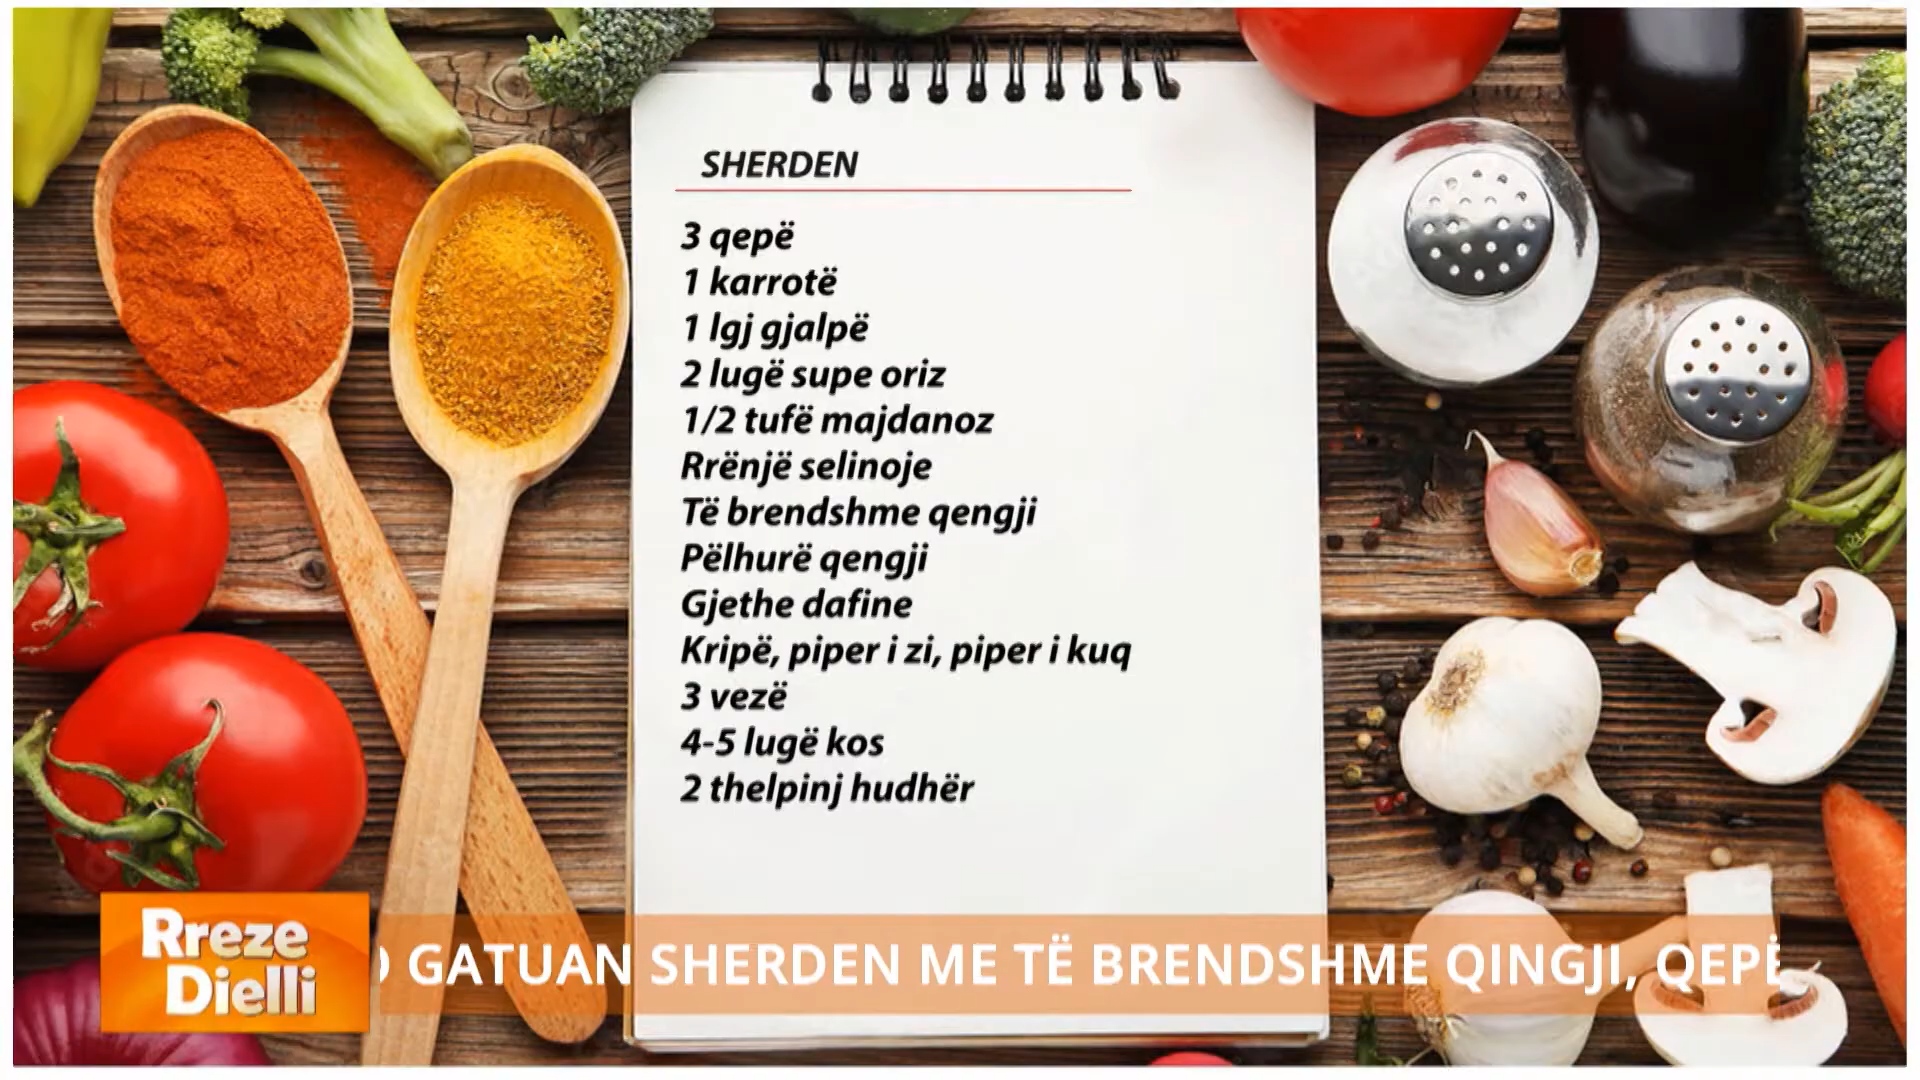 SHERDEN
3 qepë
1 karrotë
1 lgj gjalpë
2 lugë supe oriz
1/2 tufë majdanoz
Rrënjë selinoje
Të brendshme qengji
Pëlhurë qengji
Gjethe dafine
Kripë, piper i zi, piper i kuq
3 vezë
4-5 lugë kos
2 thelpinj hudhër
Rreze
Dielli
GATUAN SHERDEN ME TË BRENDSHME QINGJI, QEPË